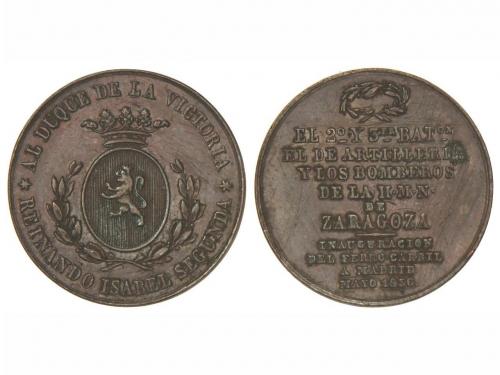 * AL DUQUE DE LA VICTORIA *
REINANDO ISABEL SEGUNDA
EL 2º Y 3ER BATON
EL DE ARTILLERIA
Y LOS BOMBEROS
DE LA M·N·
DE
ZARAGOZA
INAUGURACION
DEL FERRO CARRIL
A MADRID
MAYO 1856